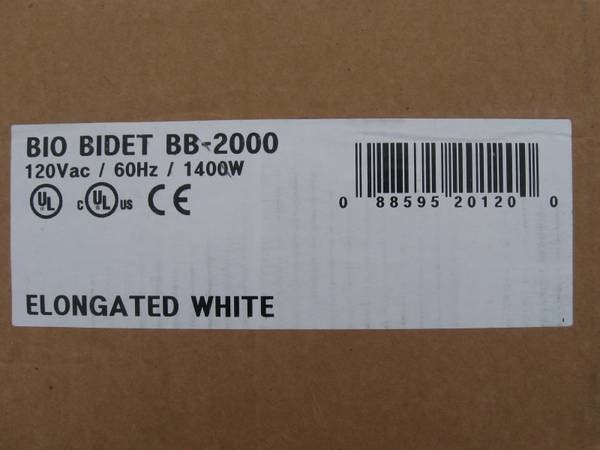 BIO BIDET BB-2000
120Vac / 60Hz / 1400W
UL c UL US CE
0 88595 20120 0
ELONGATED WHITE